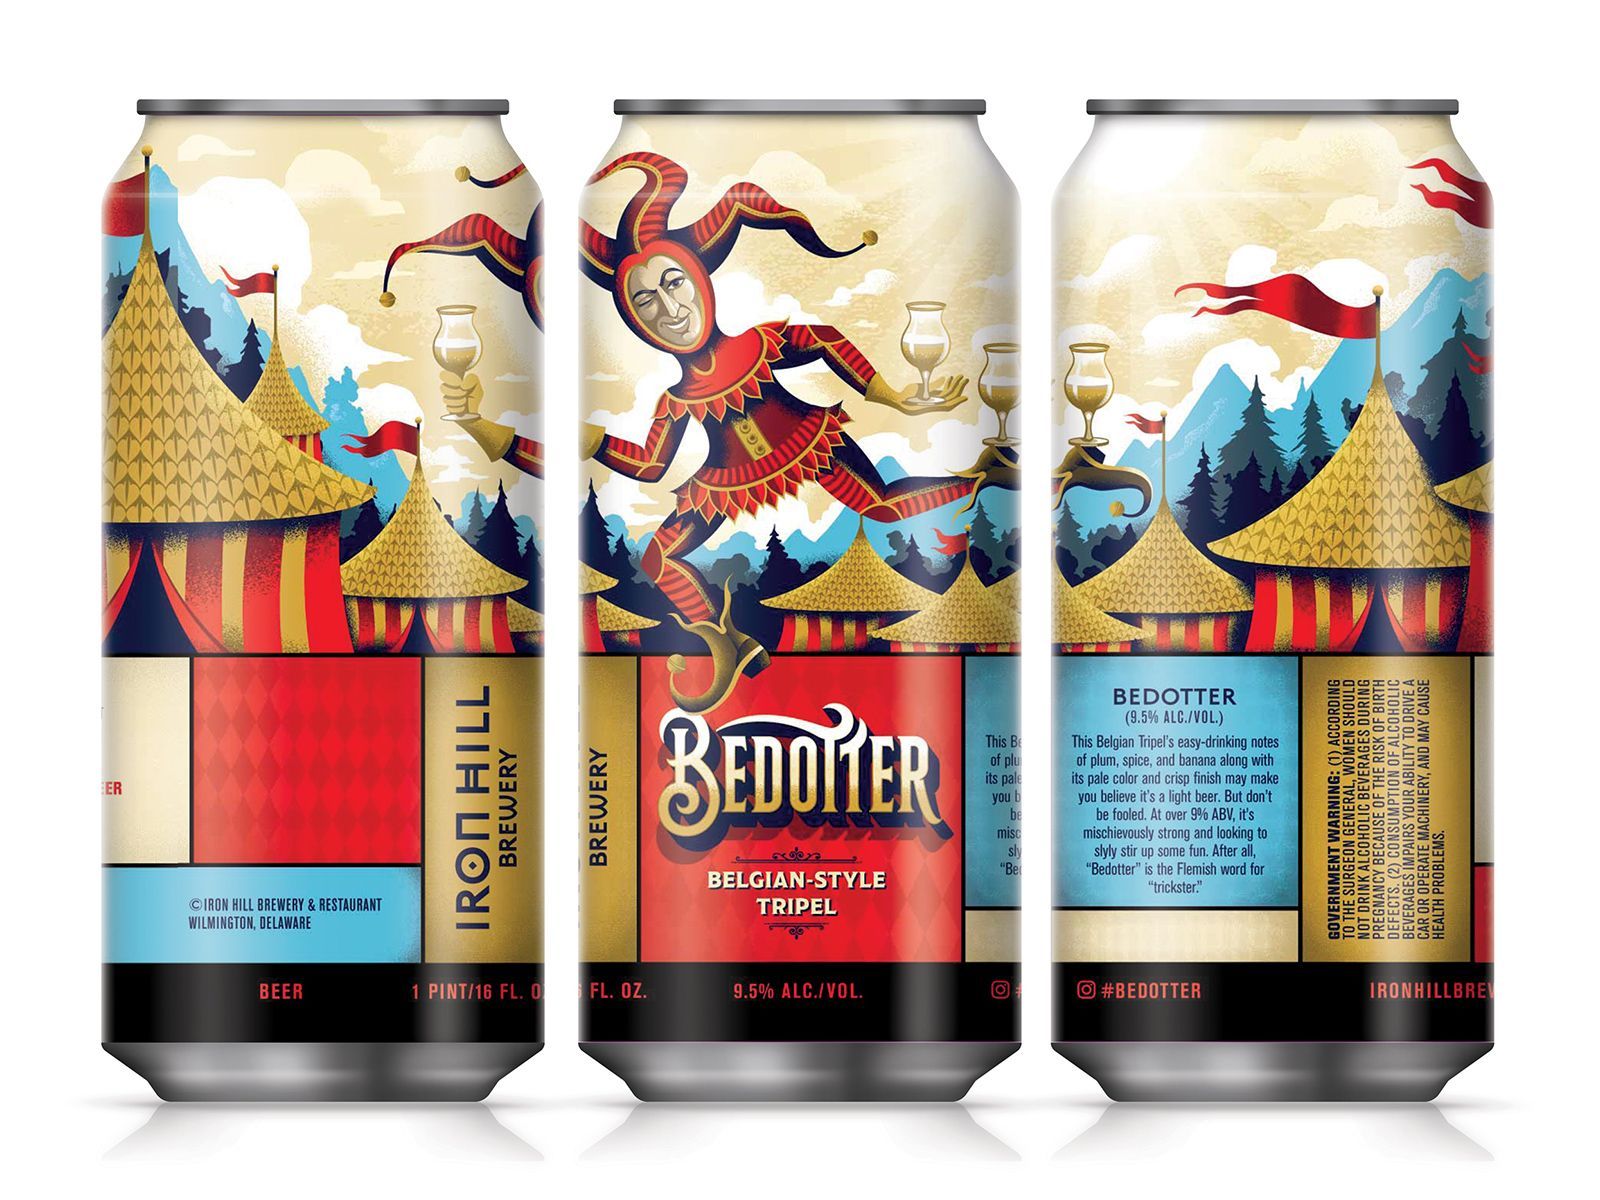 IRON HILL
BREWERY
©IRON HILL BREWERY & RESTAURANT
WILMINGTON, DELAWARE
BEER
1 PINT/16 FL.
BREWERY
BEDOTTER
BELGIAN-STYLE
TRIPEL
FL. OZ.
9.5% ALC./VOL.
This
of
its
BEDOTTER
(9.5% ALC./VOL.)
This Belgian Tripel's easy-drinking notes
of plum, spice, and banana along with
its pale color and crisp finish may make
you believe it's a light beer. But don't
be fooled. At over 9% ABV, it's
mischievously strong and looking to
slyly stir up some fun. After all,
“Bedotter” is the Flemish word for
“trickster.”
GOVERNMENT WARNING: (1) ACCORDING
TO THE SURGEON GENERAL, WOMEN SHOULD
NOT DRINK ALCOHOLIC BEVERAGES DURING
PREGNANCY BECAUSE OF THE RISK OF BIRTH
DEFECTS. (2) CONSUMPTION OF ALCOHOLIC
BEVERAGES IMPAIRS YOUR ABILITY TO DRIVE A
CAR OR OPERATE MACHINERY, AND MAY CAUSE
HEALTH PROBLEMS.
#BEDOTTER
IRONHILLBREW